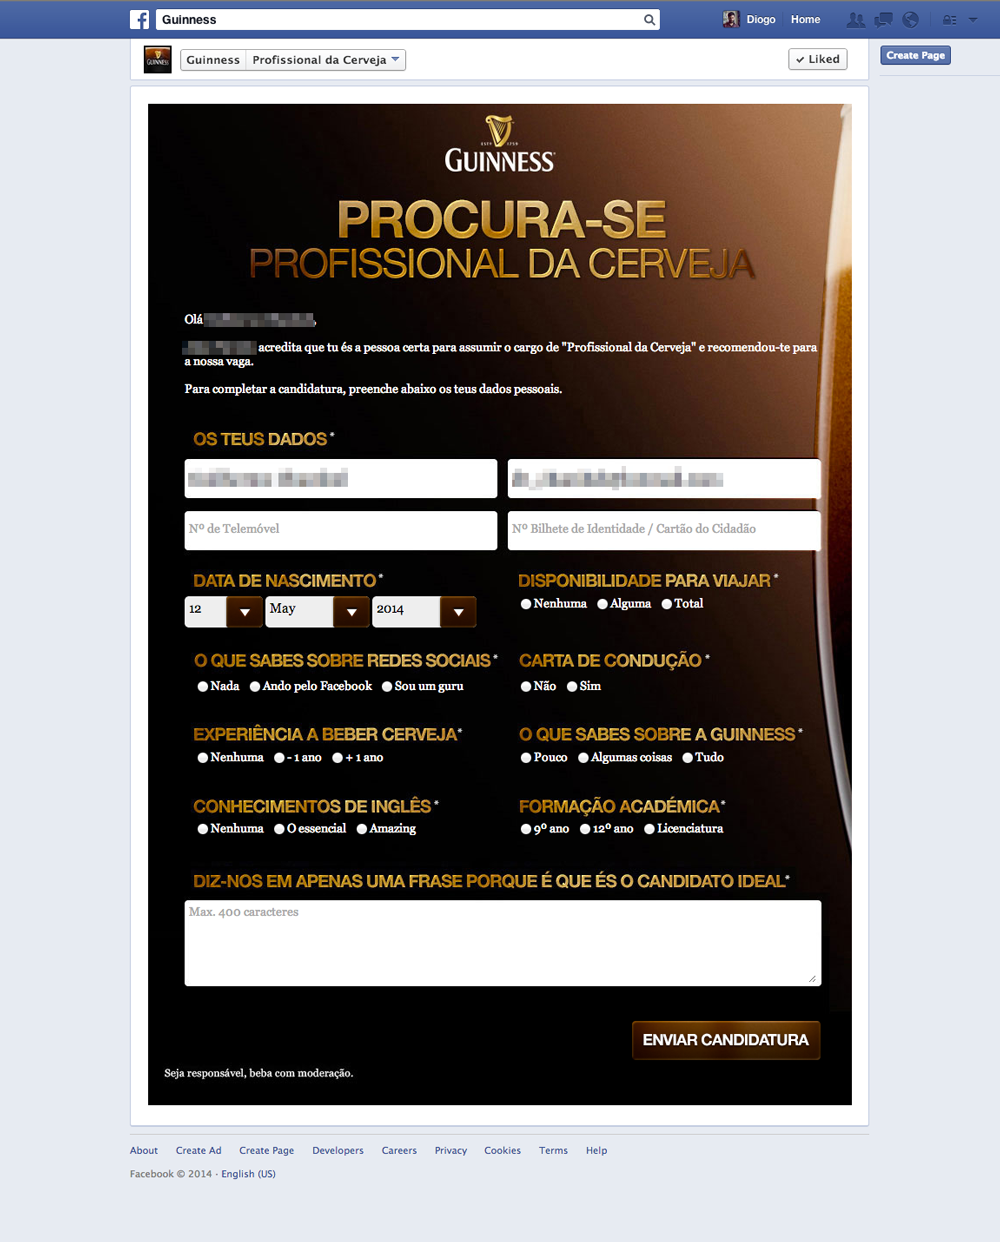 Guinness
Diogo Home
Guinness Profissional da Cerveja
Liked
Create Page
ESTD 1759
GUINNESS
PROCURA-SE
PROFISSIONAL DA CERVEJA
Olá ,
acredita que tu és a pessoa certa para assumir o cargo de "Profissional da Cerveja" e recomendou-te para
a nossa vaga.
Para completar a candidatura, preenche abaixo os teus dados pessoais.
OS TEUS DADOS*
Nº de Telemóvel
Nº Bilhete de Identidade / Cartão do Cidadão
DATA DE NASCIMENTO*
12 May 2014
DISPONIBILIDADE PARA VIAJAR*
Nenhuma Alguma Total
O QUE SABES SOBRE REDES SOCIAIS*
Nada Ando pelo Facebook Sou um guru
CARTA DE CONDUÇÃO*
Não Sim
EXPERIÊNCIA A BEBER CERVEJA*
Nenhuma - 1 ano + 1 ano
O QUE SABES SOBRE A GUINNESS*
Pouco Algumas coisas Tudo
CONHECIMENTOS DE INGLÊS*
Nenhuma O essencial Amazing
FORMAÇÃO ACADÉMICA*
9º ano 12º ano Licenciatura
DIZ-NOS EM APENAS UMA FRASE PORQUE É QUE ÉS O CANDIDATO IDEAL*
Max. 400 caracteres
ENVIAR CANDIDATURA
Seja responsável, beba com moderação.
About Create Ad Create Page Developers Careers Privacy Cookies Terms Help
Facebook © 2014 · English (US)